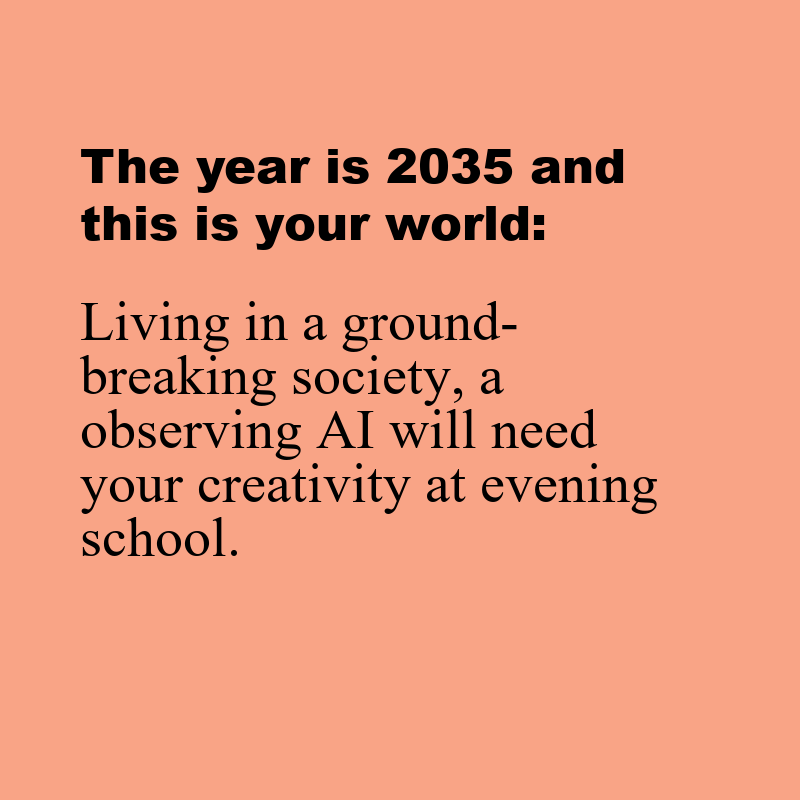 The year is 2035 and
this is your world:
Living in a ground-
breaking society, a
observing AI will need
your creativity at evening
school.